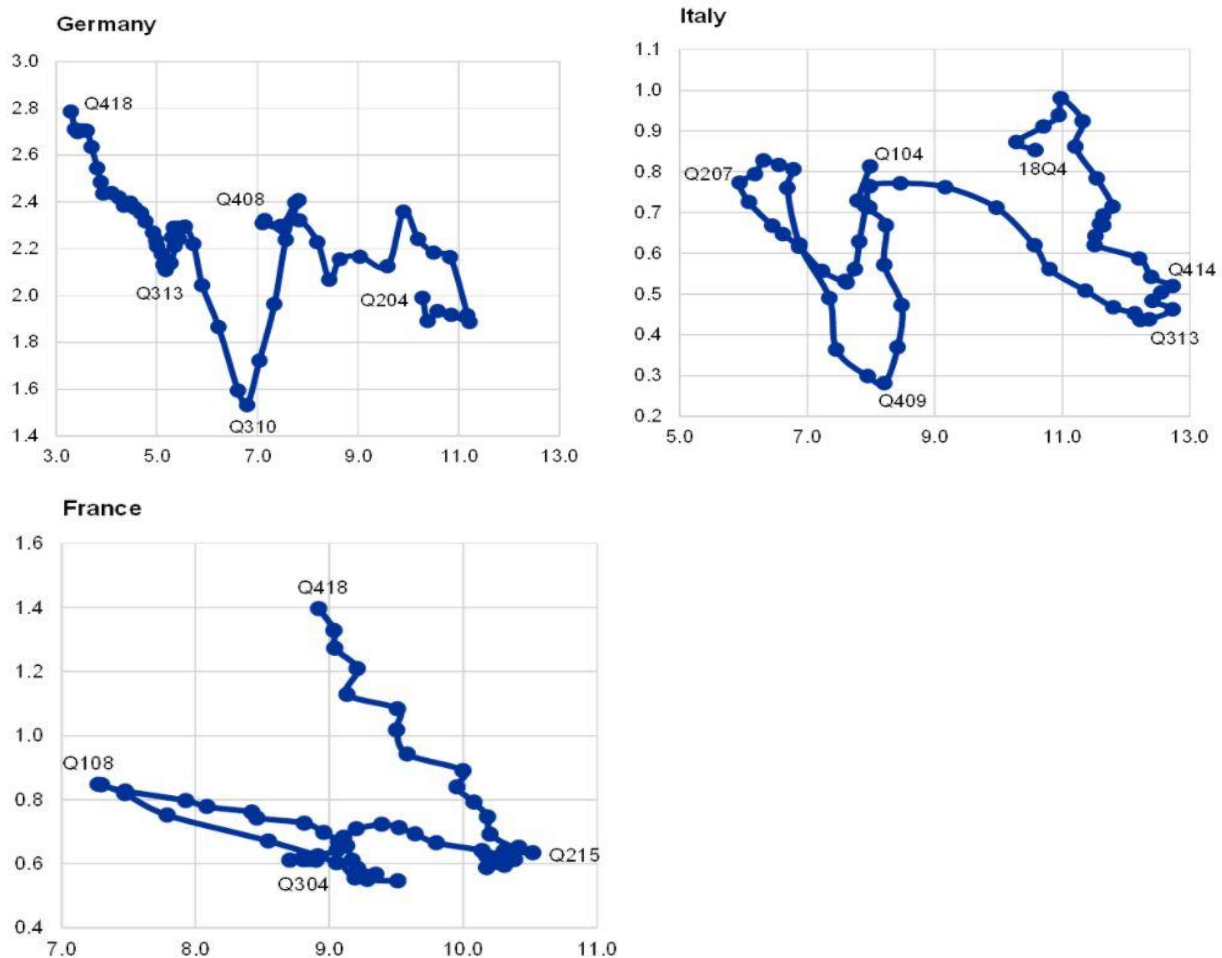 Germany
3.0
2.8
2.6
2.4
2.2
2.0
1.8
1.6
1.4
3.0 5.0 7.0 9.0 11.0 13.0
Q418
Q408
Q313
Q204
Q310
Italy
1.1
1.0
0.9
0.8
0.7
0.6
0.5
0.4
0.3
0.2
5.0 7.0 9.0 11.0 13.0
Q104
18Q4
Q207
Q414
Q313
Q409
France
1.6
1.4
1.2
1.0
0.8
0.6
0.4
7.0 8.0 9.0 10.0 11.0
Q418
Q108
Q215
Q304